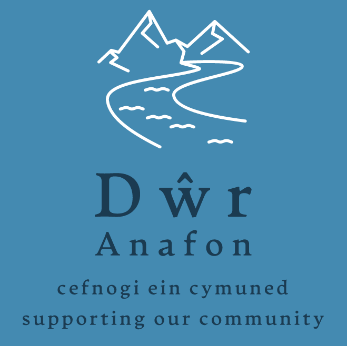 Dŵr
Anafon
cefnogi ein cymuned
supporting our community